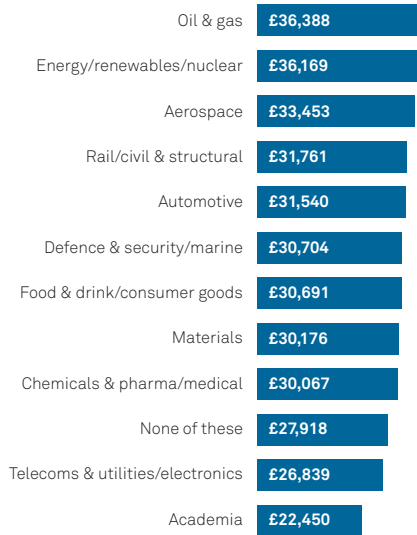 Oil & gas £36,388
Energy/renewables/nuclear £36,169
Aerospace £33,453
Rail/civil & structural £31,761
Automotive £31,540
Defence & security/marine £30,704
Food & drink/consumer goods £30,691
Materials £30,176
Chemicals & pharma/medical £30,067
None of these £27,918
Telecoms & utilities/electronics £26,839
Academia £22,450